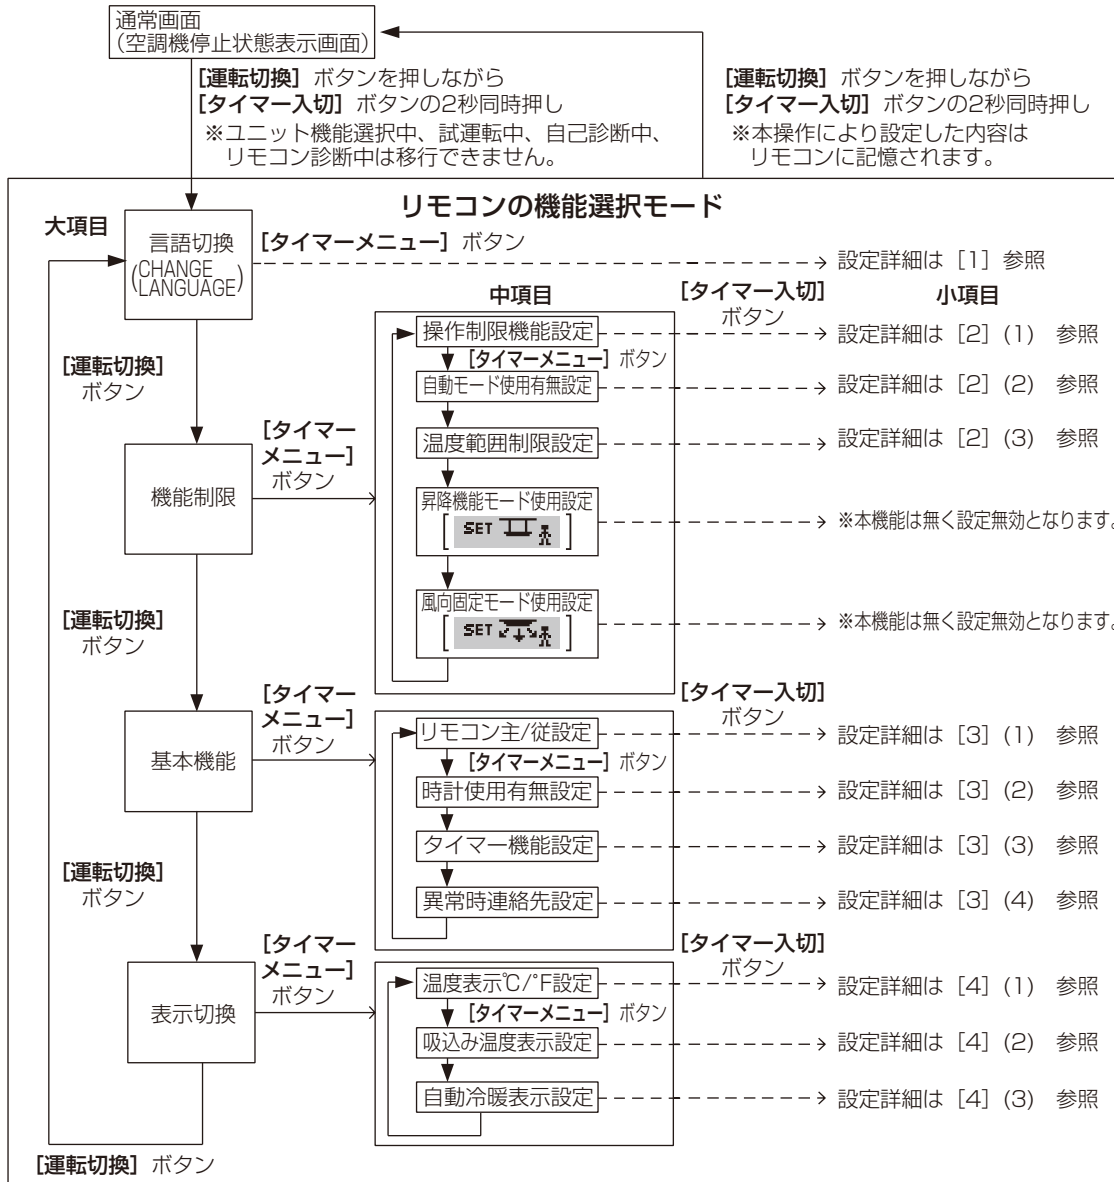 通常画面
(空調機停止状態表示画面)
[運転切換] ボタンを押しながら
[タイマー入切] ボタンの2秒同時押し
※ユニット機能選択中、試運転中、自己診断中、
リモコン診断中は移行できません。
[運転切換] ボタンを押しながら
[タイマー入切] ボタンの2秒同時押し
※本操作により設定した内容は
リモコンに記憶されます。
リモコンの機能選択モード
大項目
言語切換
(CHANGE
LANGUAGE)
[タイマーメニュー] ボタン
設定詳細は [1] 参照
中項目
[タイマー入切]
ボタン
小項目
操作制限機能設定
設定詳細は [2] (1) 参照
[タイマーメニュー] ボタン
[運転切換]
ボタン
自動モード使用有無設定
設定詳細は [2] (2) 参照
温度範囲制限設定
設定詳細は [2] (3) 参照
[タイマー
メニュー]
ボタン
機能制限
昇降機能モード使用設定
SET
※本機能は無く設定無効となります。
風向固定モード使用設定
SET
※本機能は無く設定無効となります。
[運転切換]
ボタン
[タイマー
メニュー]
ボタン
[タイマー入切]
ボタン
基本機能
リモコン主/従設定
設定詳細は [3] (1) 参照
[タイマーメニュー] ボタン
時計使用有無設定
設定詳細は [3] (2) 参照
タイマー機能設定
設定詳細は [3] (3) 参照
異常時連絡先設定
設定詳細は [3] (4) 参照
[運転切換]
ボタン
[タイマー
メニュー]
ボタン
[タイマー入切]
ボタン
表示切換
温度表示℃/°F設定
設定詳細は [4] (1) 参照
[タイマーメニュー] ボタン
吸込み温度表示設定
設定詳細は [4] (2) 参照
自動冷暖表示設定
設定詳細は [4] (3) 参照
[運転切換] ボタン